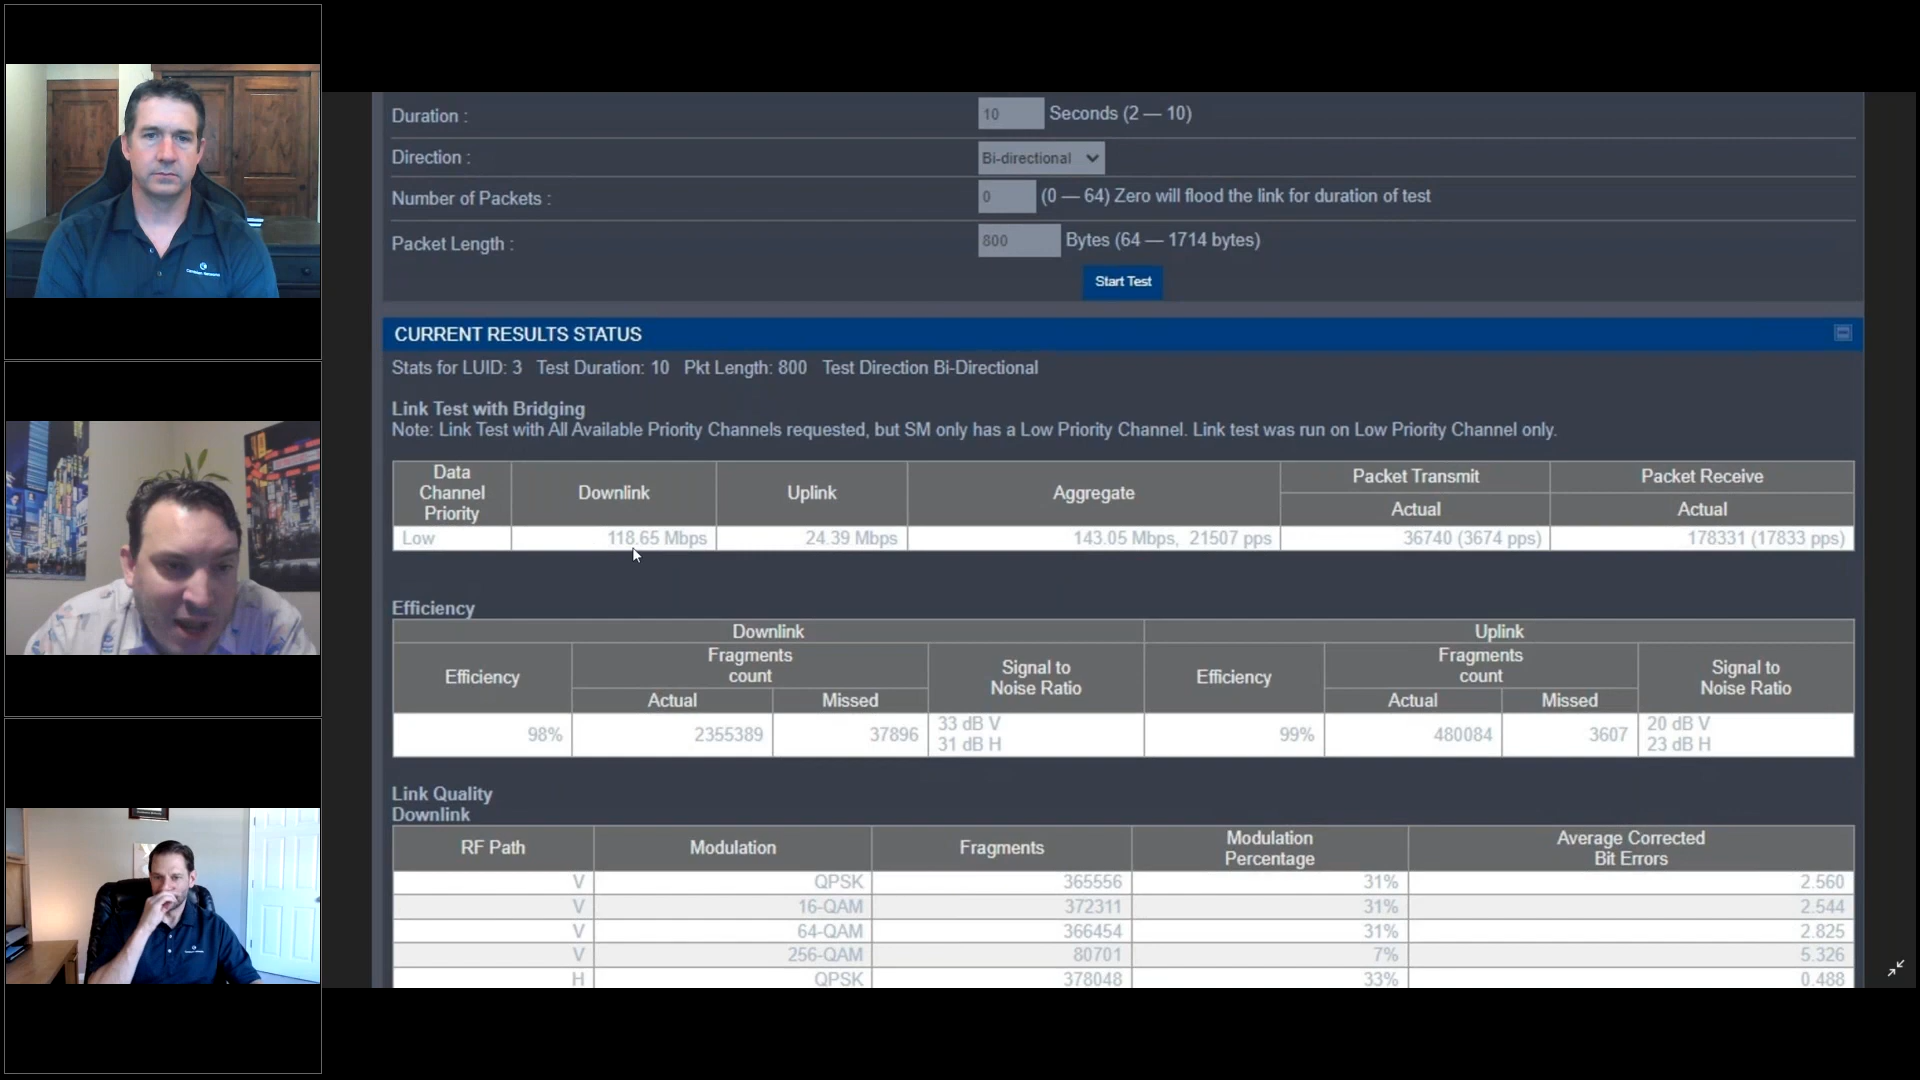 Duration :
10 Seconds (2 — 10)
Direction :
Bi-directional
Number of Packets :
0 (0 — 64) Zero will flood the link for duration of test
Packet Length :
800 Bytes (64 — 1714 bytes)
Start Test
CURRENT RESULTS STATUS
Stats for LUID: 3 Test Duration: 10 Pkt Length: 800 Test Direction Bi-Directional
Link Test with Bridging
Note: Link Test with All Available Priority Channels requested, but SM only has a Low Priority Channel. Link test was run on Low Priority Channel only.
Data Channel Priority Downlink Uplink Aggregate Packet Transmit Packet Receive
Actual Actual
Low 118.65 Mbps 24.39 Mbps 143.05 Mbps, 21507 pps 36740 (3674 pps) 178331 (17833 pps)
Efficiency
Downlink Uplink
Efficiency Fragments count Signal to Noise Ratio Efficiency Fragments count Signal to Noise Ratio
Actual Missed Actual Missed
98% 2355389 37896 33 dB V 31 dB H 99% 480084 3607 20 dB V 23 dB H
Link Quality
Downlink
RF Path Modulation Fragments Modulation Percentage Average Corrected Bit Errors
V QPSK 365556 31% 2.560
V 16-QAM 372311 31% 2.544
V 64-QAM 366454 31% 2.825
V 256-QAM 80701 7% 5.326
H QPSK 378048 33% 0.488